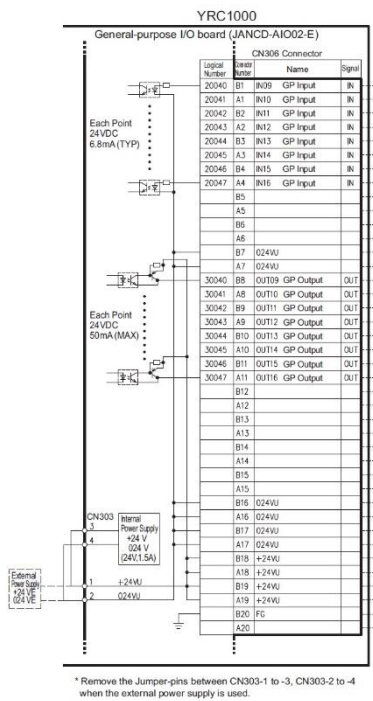 YRC1000
General-purpose I/O board (JANCD-AIO02-E)
CN306 Connector
Logical Number Connector Number Name Signal
20040 B1 IN09 GP Input IN
20041 A1 IN10 GP Input IN
20042 B2 IN11 GP Input IN
20043 A2 IN12 GP Input IN
20044 B3 IN13 GP Input IN
20045 A3 IN14 GP Input IN
20046 B4 IN15 GP Input IN
20047 A4 IN16 GP Input IN
Each Point
24VDC
6.8mA (TYP)
B5
A5
B6
A6
B7 024VU
A7 024VU
30040 B8 OUT09 GP Output OUT
30041 A8 OUT10 GP Output OUT
30042 B9 OUT11 GP Output OUT
30043 A9 OUT12 GP Output OUT
30044 B10 OUT13 GP Output OUT
30045 A10 OUT14 GP Output OUT
30046 B11 OUT15 GP Output OUT
30047 A11 OUT16 GP Output OUT
Each Point
24VDC
50mA (MAX)
B12
A12
B13
A13
B14
A14
B15
A15
B16 024VU
A16 024VU
B17 024VU
A17 024VU
B18 +24VU
A18 +24VU
B19 +24VU
A19 +24VU
B20 FG
A20
CN303
3
4
Internal
Power Supply
+24 V
024 V
(24V,1.5A)
External
Power Supply
+24 VE
024 VE
1 +24VU
2 024VU
* Remove the Jumper-pins between CN303-1 to -3, CN303-2 to -4
when the external power supply is used.